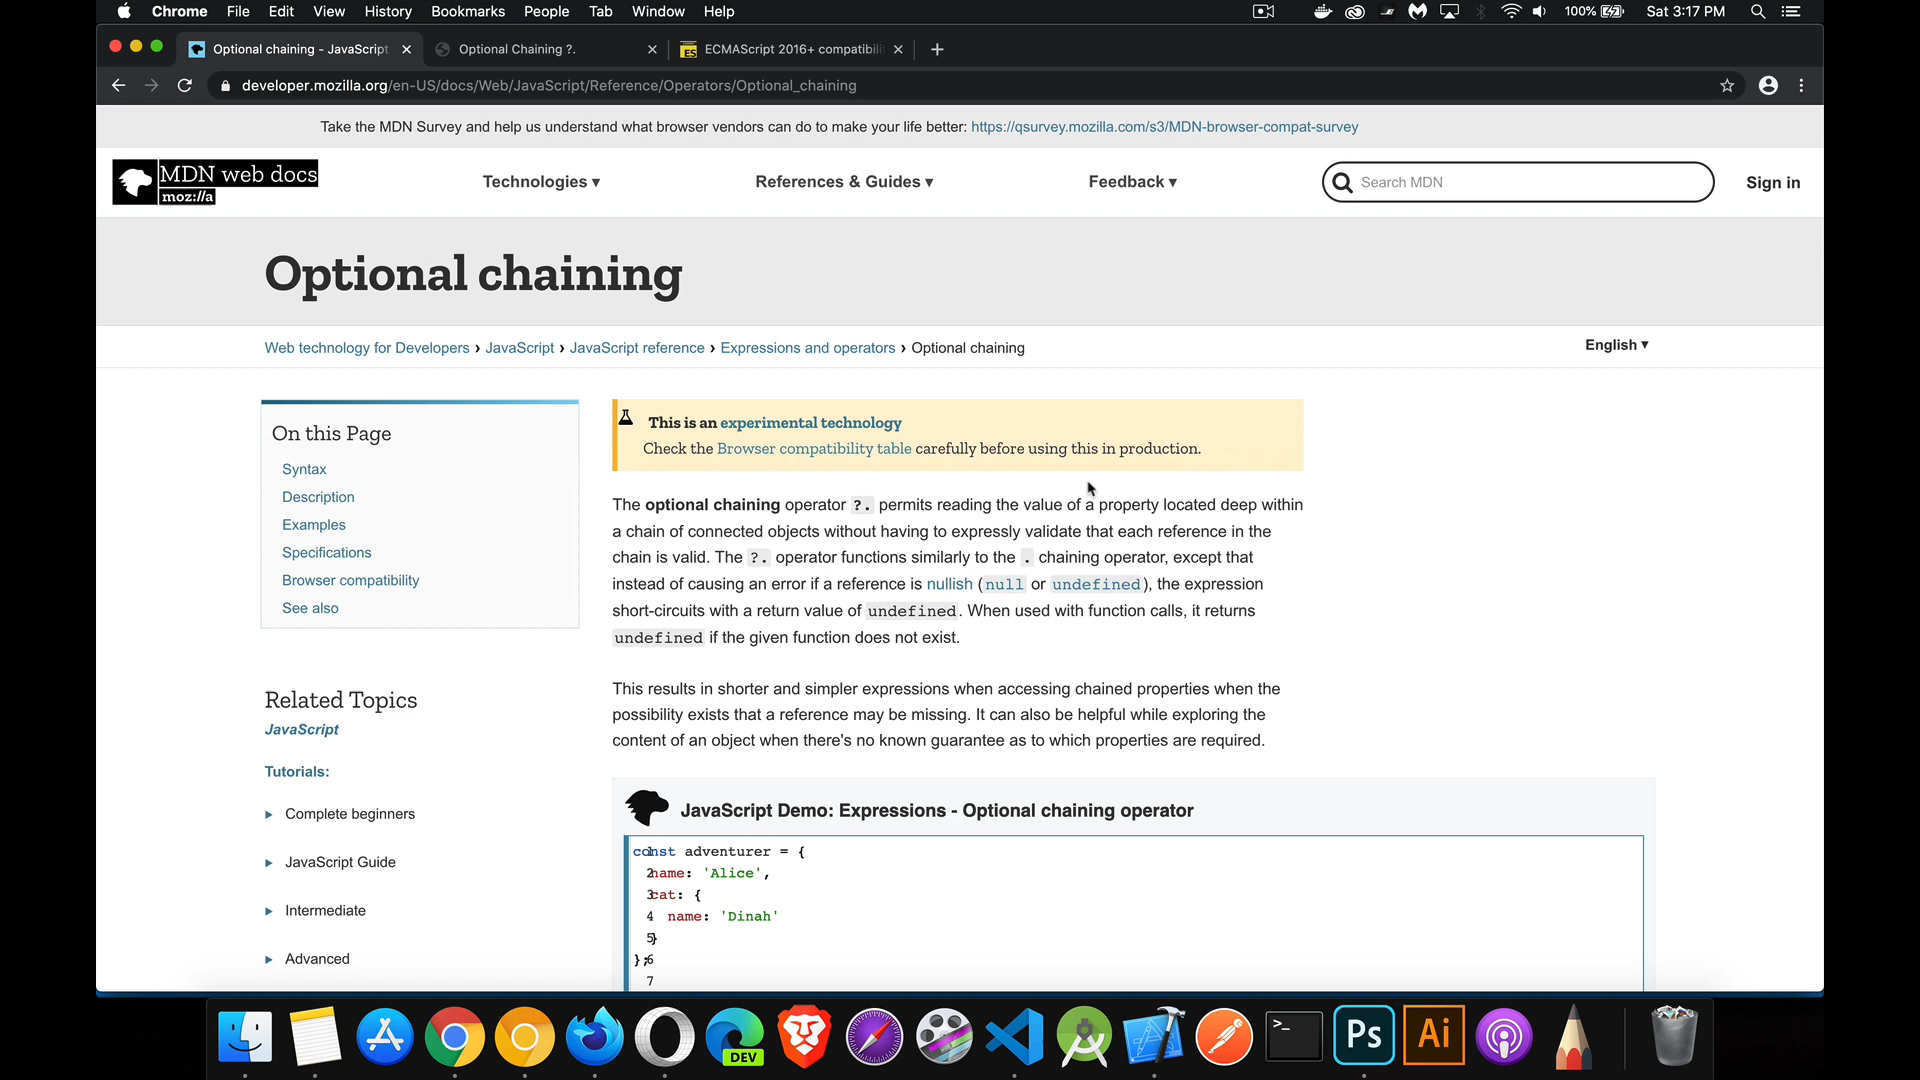 Chrome File Edit View History Bookmarks People Tab Window Help
100% Sat 3:17 PM
Optional chaining - JavaScript
Optional Chaining ?.
ES
ECMAScript 2016+ compatibili
developer.mozilla.org/en-US/docs/Web/JavaScript/Reference/Operators/Optional_chaining
Take the MDN Survey and help us understand what browser vendors can do to make your life better: https://qsurvey.mozilla.com/s3/MDN-browser-compat-survey
MDN web docs
moz://a
Technologies ▾
References & Guides ▾
Feedback ▾
Search MDN
Sign in
Optional chaining
Web technology for Developers › JavaScript › JavaScript reference › Expressions and operators › Optional chaining
English ▾
On this Page
Syntax
Description
Examples
Specifications
Browser compatibility
See also
Related Topics
JavaScript
Tutorials:
Complete beginners
JavaScript Guide
Intermediate
Advanced
This is an experimental technology
Check the Browser compatibility table carefully before using this in production.
The optional chaining operator ?. permits reading the value of a property located deep within
a chain of connected objects without having to expressly validate that each reference in the
chain is valid. The ?. operator functions similarly to the . chaining operator, except that
instead of causing an error if a reference is nullish (null or undefined), the expression
short-circuits with a return value of undefined. When used with function calls, it returns
undefined if the given function does not exist.
This results in shorter and simpler expressions when accessing chained properties when the
possibility exists that a reference may be missing. It can also be helpful while exploring the
content of an object when there's no known guarantee as to which properties are required.
JavaScript Demo: Expressions - Optional chaining operator
1 const adventurer = {
2 name: 'Alice',
3 cat: {
4 name: 'Dinah'
5 }
6 };
7
DEV
>_
Ps
Ai